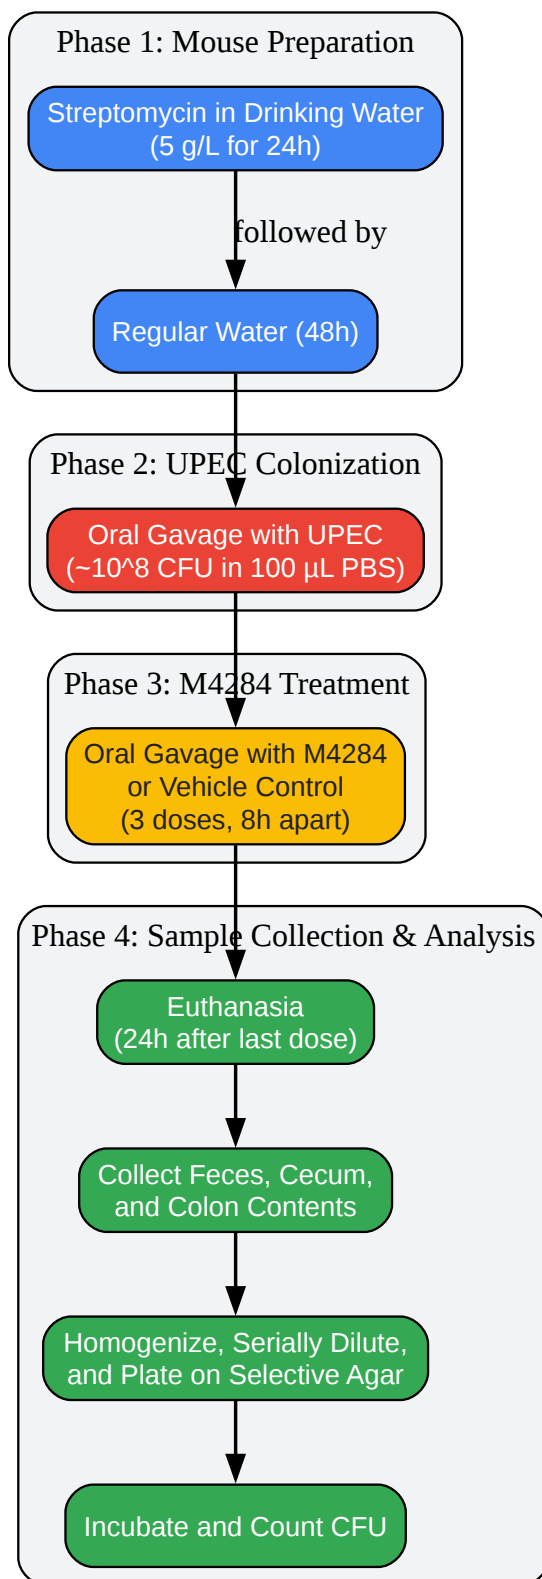 Phase 1: Mouse Preparation
Streptomycin in Drinking Water
(5 g/L for 24h)
followed by
Regular Water (48h)
Phase 2: UPEC Colonization
Oral Gavage with UPEC
(~10^8 CFU in 100 µL PBS)
Phase 3: M4284 Treatment
Oral Gavage with M4284
or Vehicle Control
(3 doses, 8h apart)
Phase 4: Sample Collection & Analysis
Euthanasia
(24h after last dose)
Collect Feces, Cecum,
and Colon Contents
Homogenize, Serially Dilute,
and Plate on Selective Agar
Incubate and Count CFU